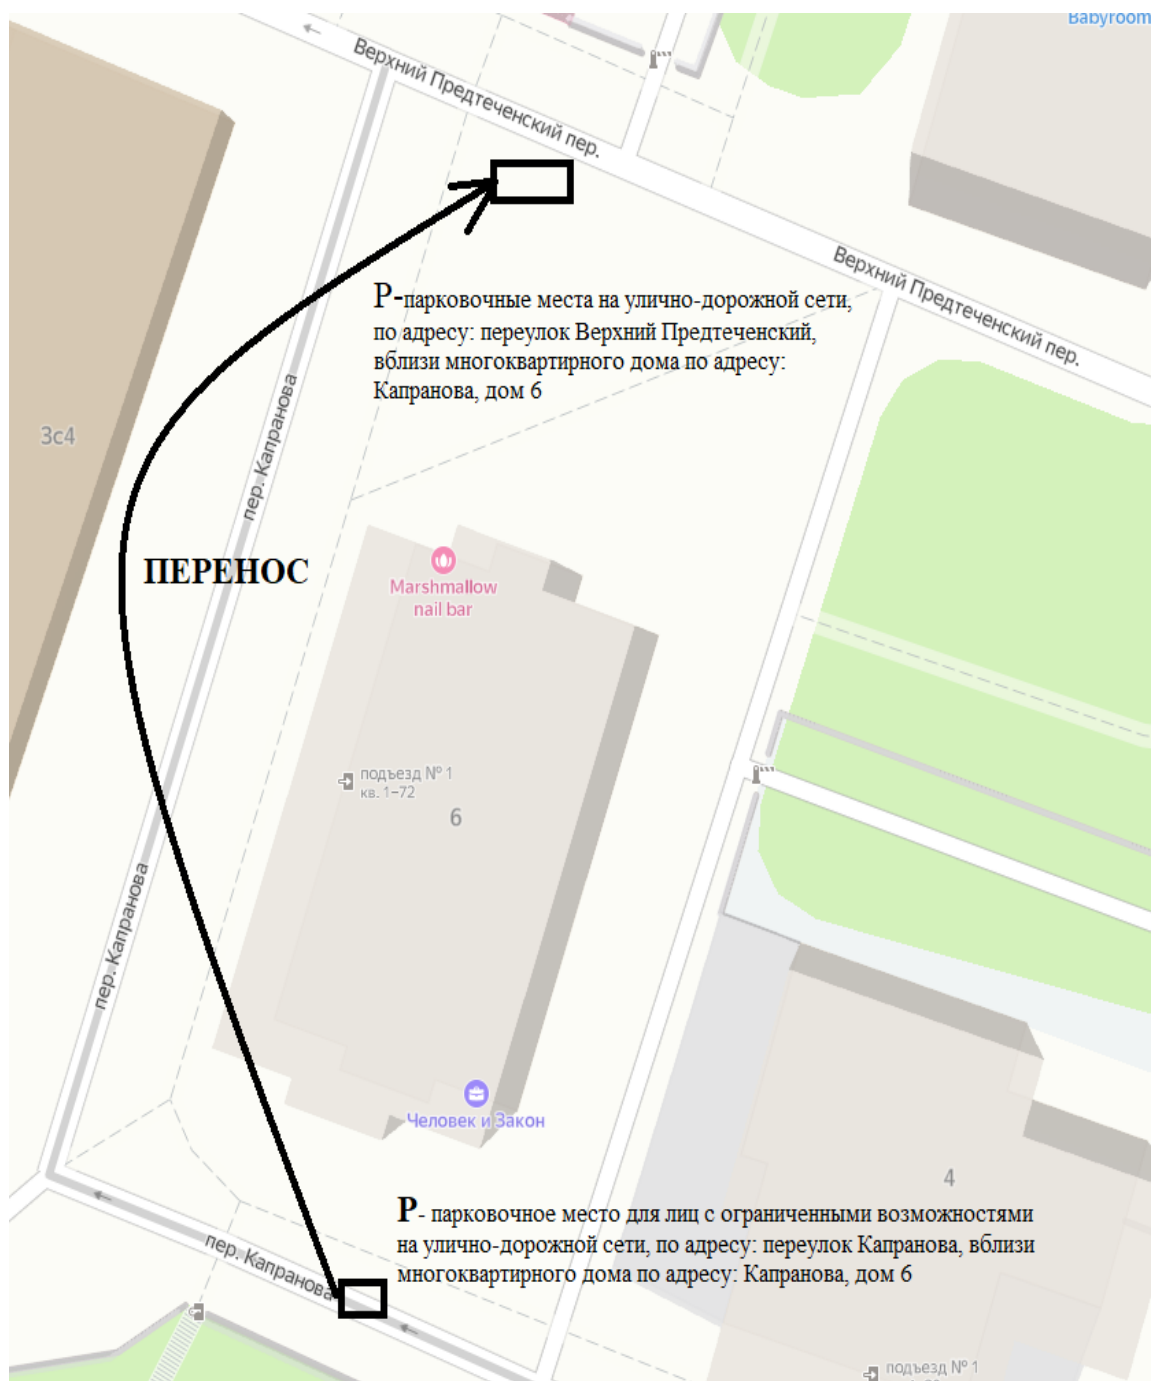 Babyroom
Верхний Предтеченский пер.
Верхний Предтеченский пер.
Р-парковочные места на улично-дорожной сети,
по адресу: переулок Верхний Предтеченский,
вблизи многоквартирного дома по адресу:
Капранова, дом 6
3с4
пер. Капранова
ПЕРЕНОС
Marshmallow
nail bar
подъезд № 1
кв. 1–72
6
пер. Капранова
Человек и Закон
4
Р- парковочное место для лиц с ограниченными возможностями
на улично-дорожной сети, по адресу: переулок Капранова, вблизи
многоквартирного дома по адресу: Капранова, дом 6
пер. Капранова
подъезд № 1